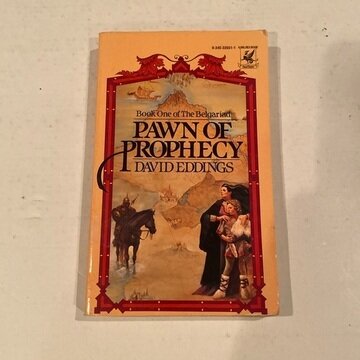 Book One of The Belgariad
PAWN OF
PROPHECY
DAVID EDDINGS